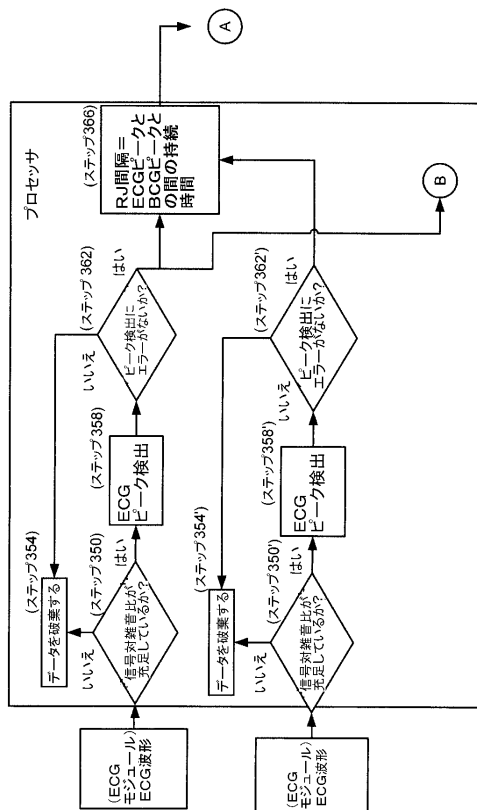 プロセッサ
(ECG
モジュール)
ECG波形
信号対雑音比が
充足しているか?
(ステップ350)
いいえ
はい
データを破棄する
(ステップ354)
ECG
ピーク検出
(ステップ358)
ピーク検出に
エラーがないか?
(ステップ362)
いいえ
はい
RJ間隔=
ECGピークと
BCGピークと
の間の持続
時間
(ステップ366)
A
(ECG
モジュール)
ECG波形
信号対雑音比が
充足しているか?
(ステップ350')
いいえ
はい
データを破棄する
(ステップ354')
ECG
ピーク検出
(ステップ358')
ピーク検出に
エラーがないか?
(ステップ362')
いいえ
はい
B